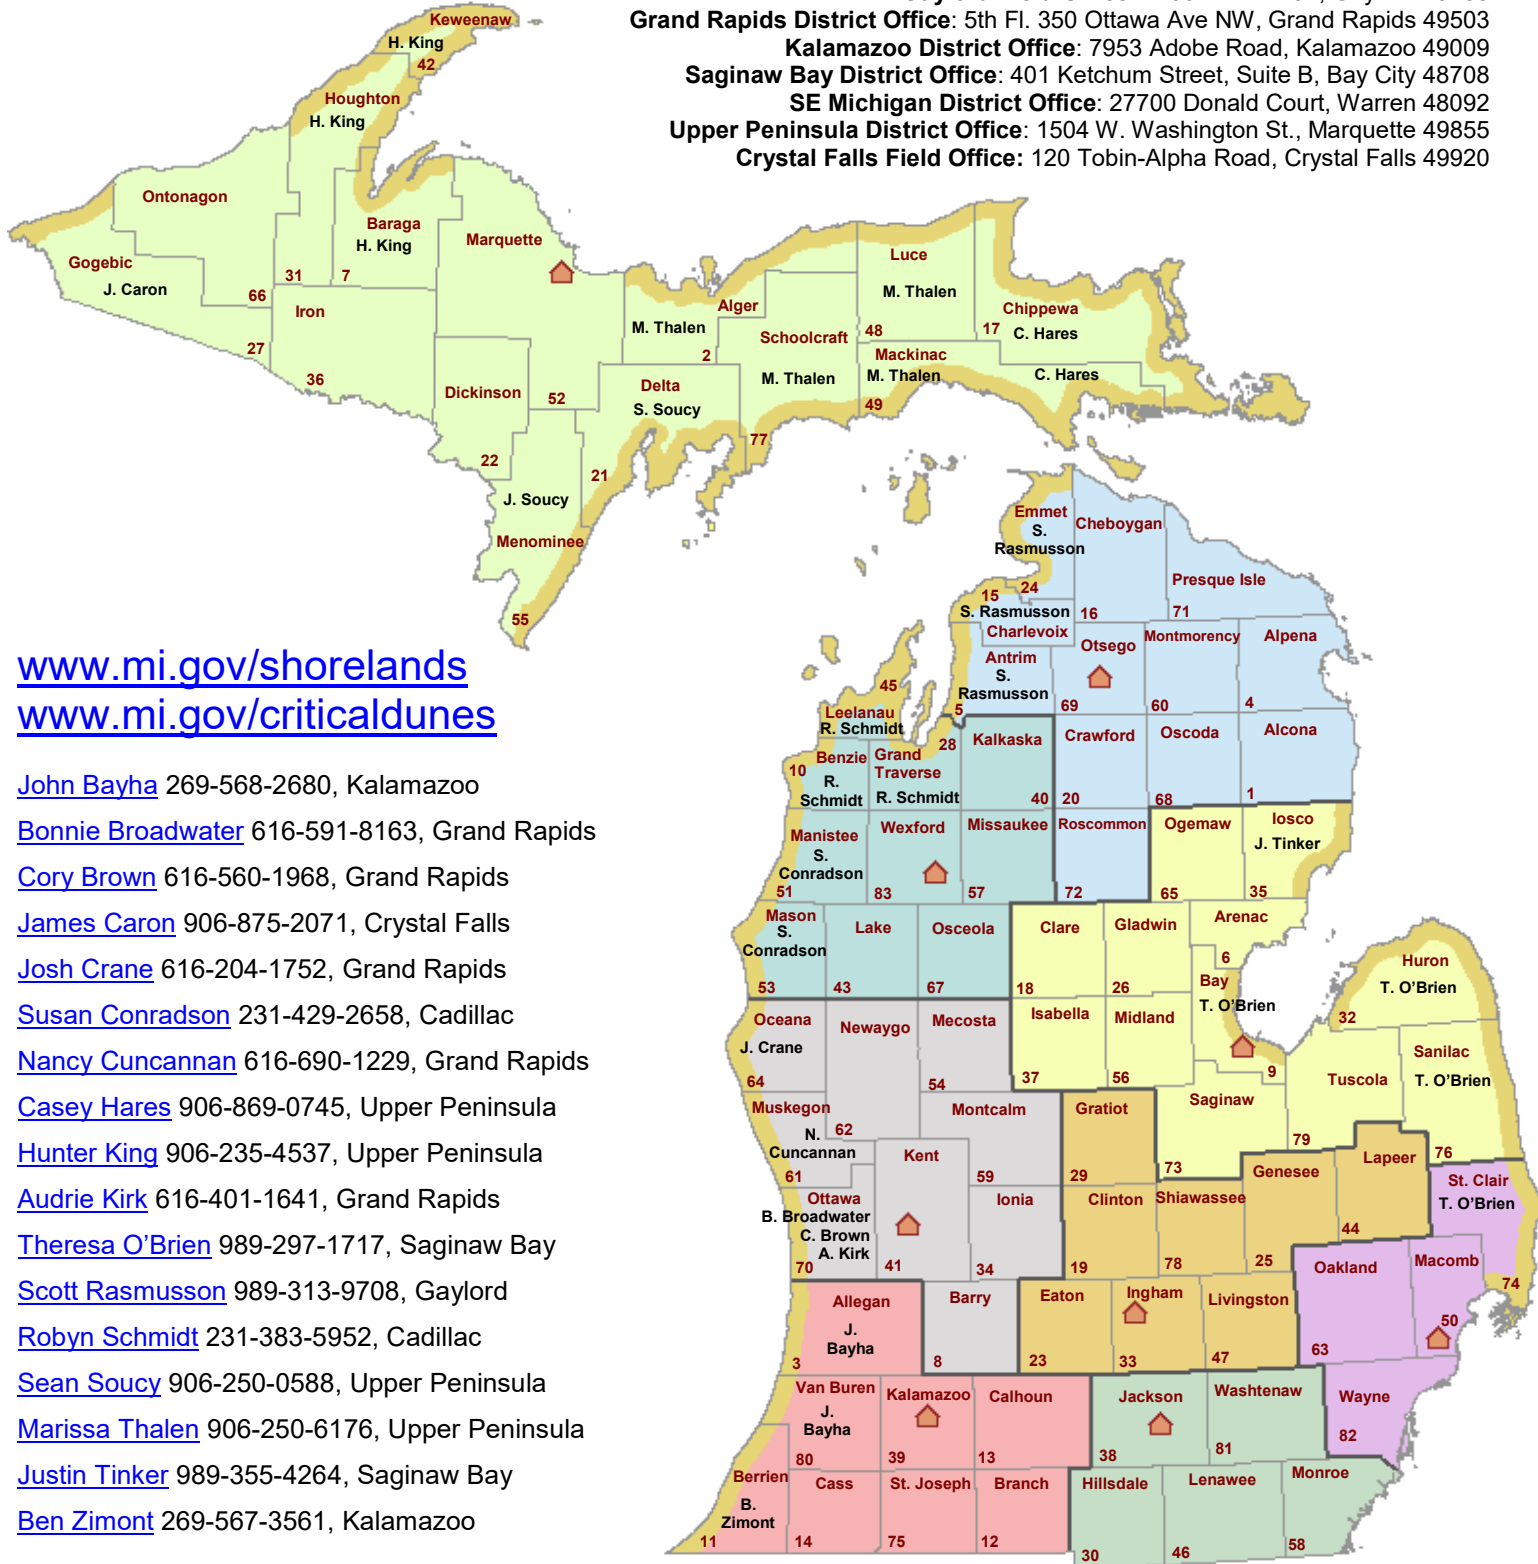 Grand Rapids District Office: 5th Fl. 350 Ottawa Ave NW, Grand Rapids 49503
Kalamazoo District Office: 7953 Adobe Road, Kalamazoo 49009
Saginaw Bay District Office: 401 Ketchum Street, Suite B, Bay City 48708
SE Michigan District Office: 27700 Donald Court, Warren 48092
Upper Peninsula District Office: 1504 W. Washington St., Marquette 49855
Crystal Falls Field Office: 120 Tobin-Alpha Road, Crystal Falls 49920
Keweenaw
H. King
42
Houghton
H. King
31
Ontonagon
66
Baraga
H. King
7
Gogebic
J. Caron
27
Iron
36
Marquette
52
Dickinson
22
Alger
M. Thalen
2
Delta
S. Soucy
21
J. Soucy
Menominee
55
Schoolcraft
M. Thalen
77
Luce
M. Thalen
48
Mackinac
M. Thalen
C. Hares
49
Chippewa
C. Hares
17
Emmet
S.
Rasmusson
24
Cheboygan
16
Presque Isle
71
15
S. Rasmusson
Charlevoix
Antrim
S.
Rasmusson
5
Otsego
69
Montmorency
60
Alpena
4
45
Leelanau
R. Schmidt
Benzie
10
R.
Schmidt
28
Grand
Traverse
R. Schmidt
Kalkaska
40
Crawford
20
Oscoda
68
Alcona
1
Manistee
S.
Conradson
51
Wexford
83
Missaukee
57
Roscommon
72
Ogemaw
65
Iosco
J. Tinker
35
Mason
S.
Conradson
53
Lake
43
Osceola
67
Clare
18
Gladwin
26
Arenac
6
Bay
T. O’Brien
9
Huron
T. O’Brien
32
Oceana
J. Crane
64
Newaygo
62
Mecosta
54
Isabella
37
Midland
56
Saginaw
73
Tuscola
79
Sanilac
T. O’Brien
76
Muskegon
N.
Cuncannan
61
Montcalm
59
Gratiot
29
Kent
41
Ottawa
B. Broadwater
C. Brown
A. Kirk
70
Ionia
34
Clinton
19
Shiawassee
78
Genesee
25
Lapeer
44
St. Clair
T. O’Brien
74
Allegan
J.
Bayha
3
Barry
8
Eaton
23
Ingham
33
Livingston
47
Oakland
63
Macomb
50
Van Buren
J.
Bayha
80
Kalamazoo
39
Calhoun
13
Jackson
38
Washtenaw
81
Wayne
82
Berrien
B.
Zimont
11
Cass
14
St. Joseph
75
Branch
12
Hillsdale
30
Lenawee
46
Monroe
58
www.mi.gov/shorelands
www.mi.gov/criticaldunes
John Bayha 269-568-2680, Kalamazoo
Bonnie Broadwater 616-591-8163, Grand Rapids
Cory Brown 616-560-1968, Grand Rapids
James Caron 906-875-2071, Crystal Falls
Josh Crane 616-204-1752, Grand Rapids
Susan Conradson 231-429-2658, Cadillac
Nancy Cuncannan 616-690-1229, Grand Rapids
Casey Hares 906-869-0745, Upper Peninsula
Hunter King 906-235-4537, Upper Peninsula
Audrie Kirk 616-401-1641, Grand Rapids
Theresa O’Brien 989-297-1717, Saginaw Bay
Scott Rasmusson 989-313-9708, Gaylord
Robyn Schmidt 231-383-5952, Cadillac
Sean Soucy 906-250-0588, Upper Peninsula
Marissa Thalen 906-250-6176, Upper Peninsula
Justin Tinker 989-355-4264, Saginaw Bay
Ben Zimont 269-567-3561, Kalamazoo